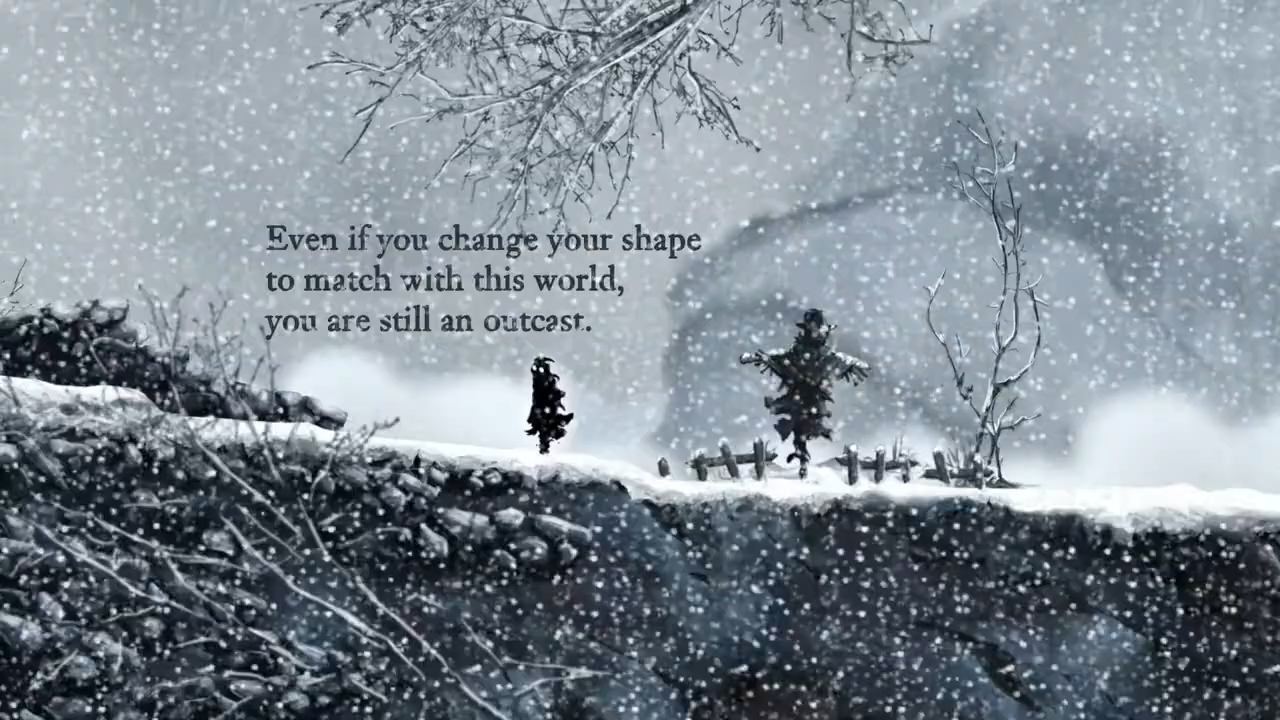 Even if you change your shape
to match with this world,
you are still an outcast.